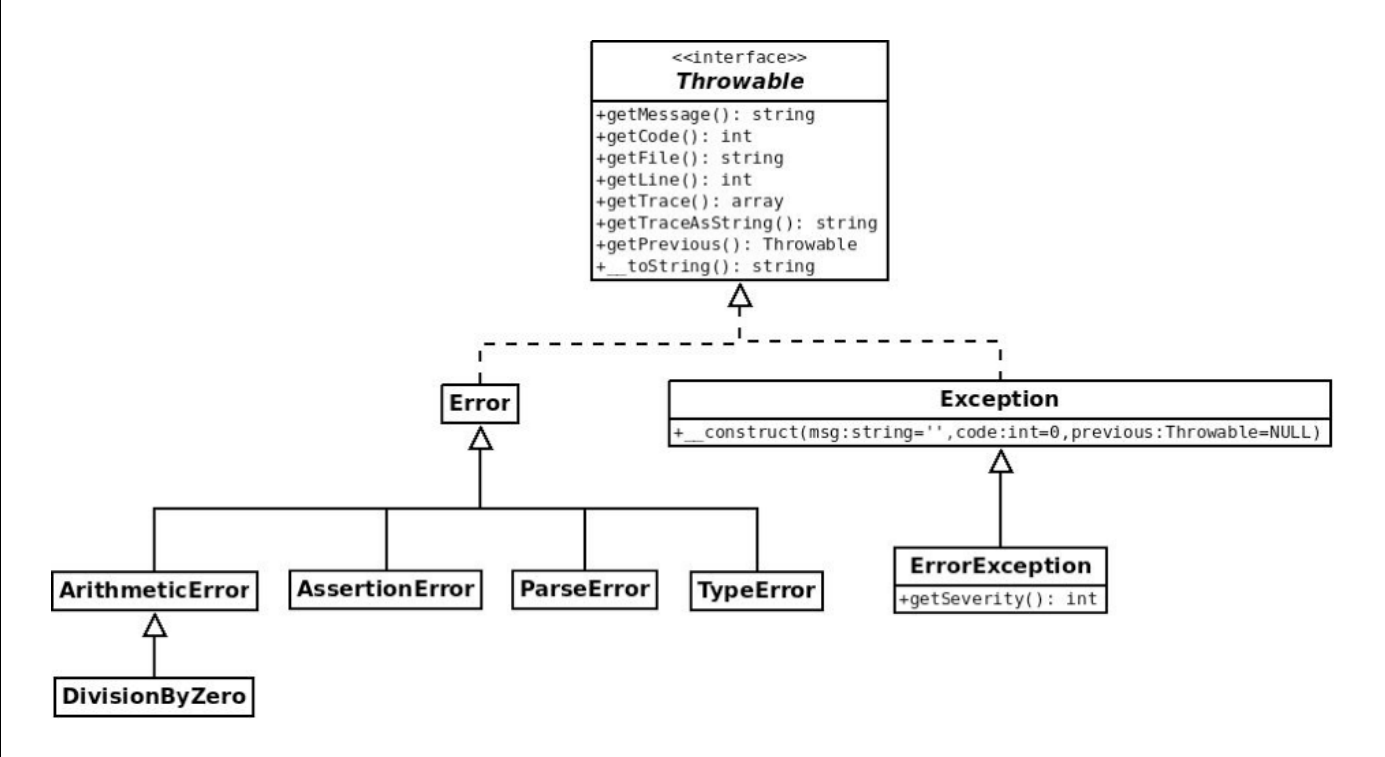 <<interface>>
Throwable
+getMessage(): string
+getCode(): int
+getFile(): string
+getLine(): int
+getTrace(): array
+getTraceAsString(): string
+getPrevious(): Throwable
+__toString(): string
Error
Exception
+__construct(msg:string='',code:int=0,previous:Throwable=NULL)
ArithmeticError
AssertionError
ParseError
TypeError
ErrorException
+getSeverity(): int
DivisionByZero